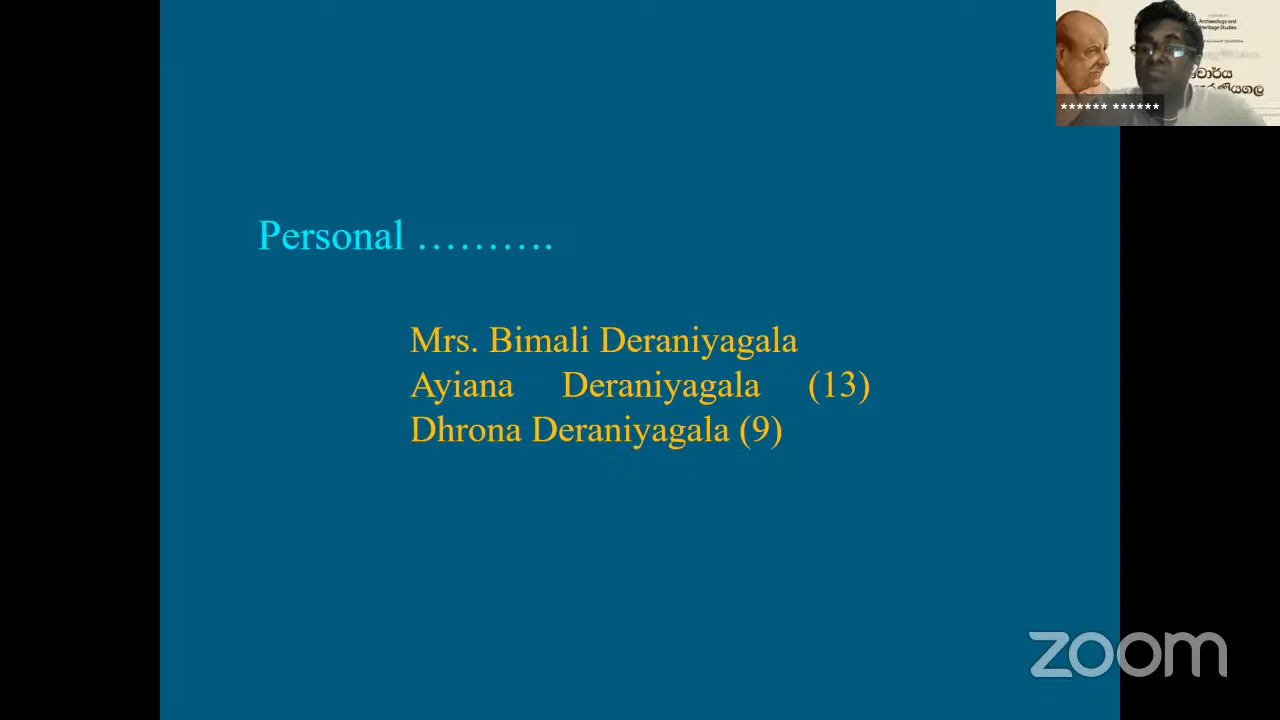 Archaeology and
Heritage Studies
****** ******
Personal ……….
Mrs. Bimali Deraniyagala
Ayiana Deraniyagala (13)
Dhrona Deraniyagala (9)
zoom